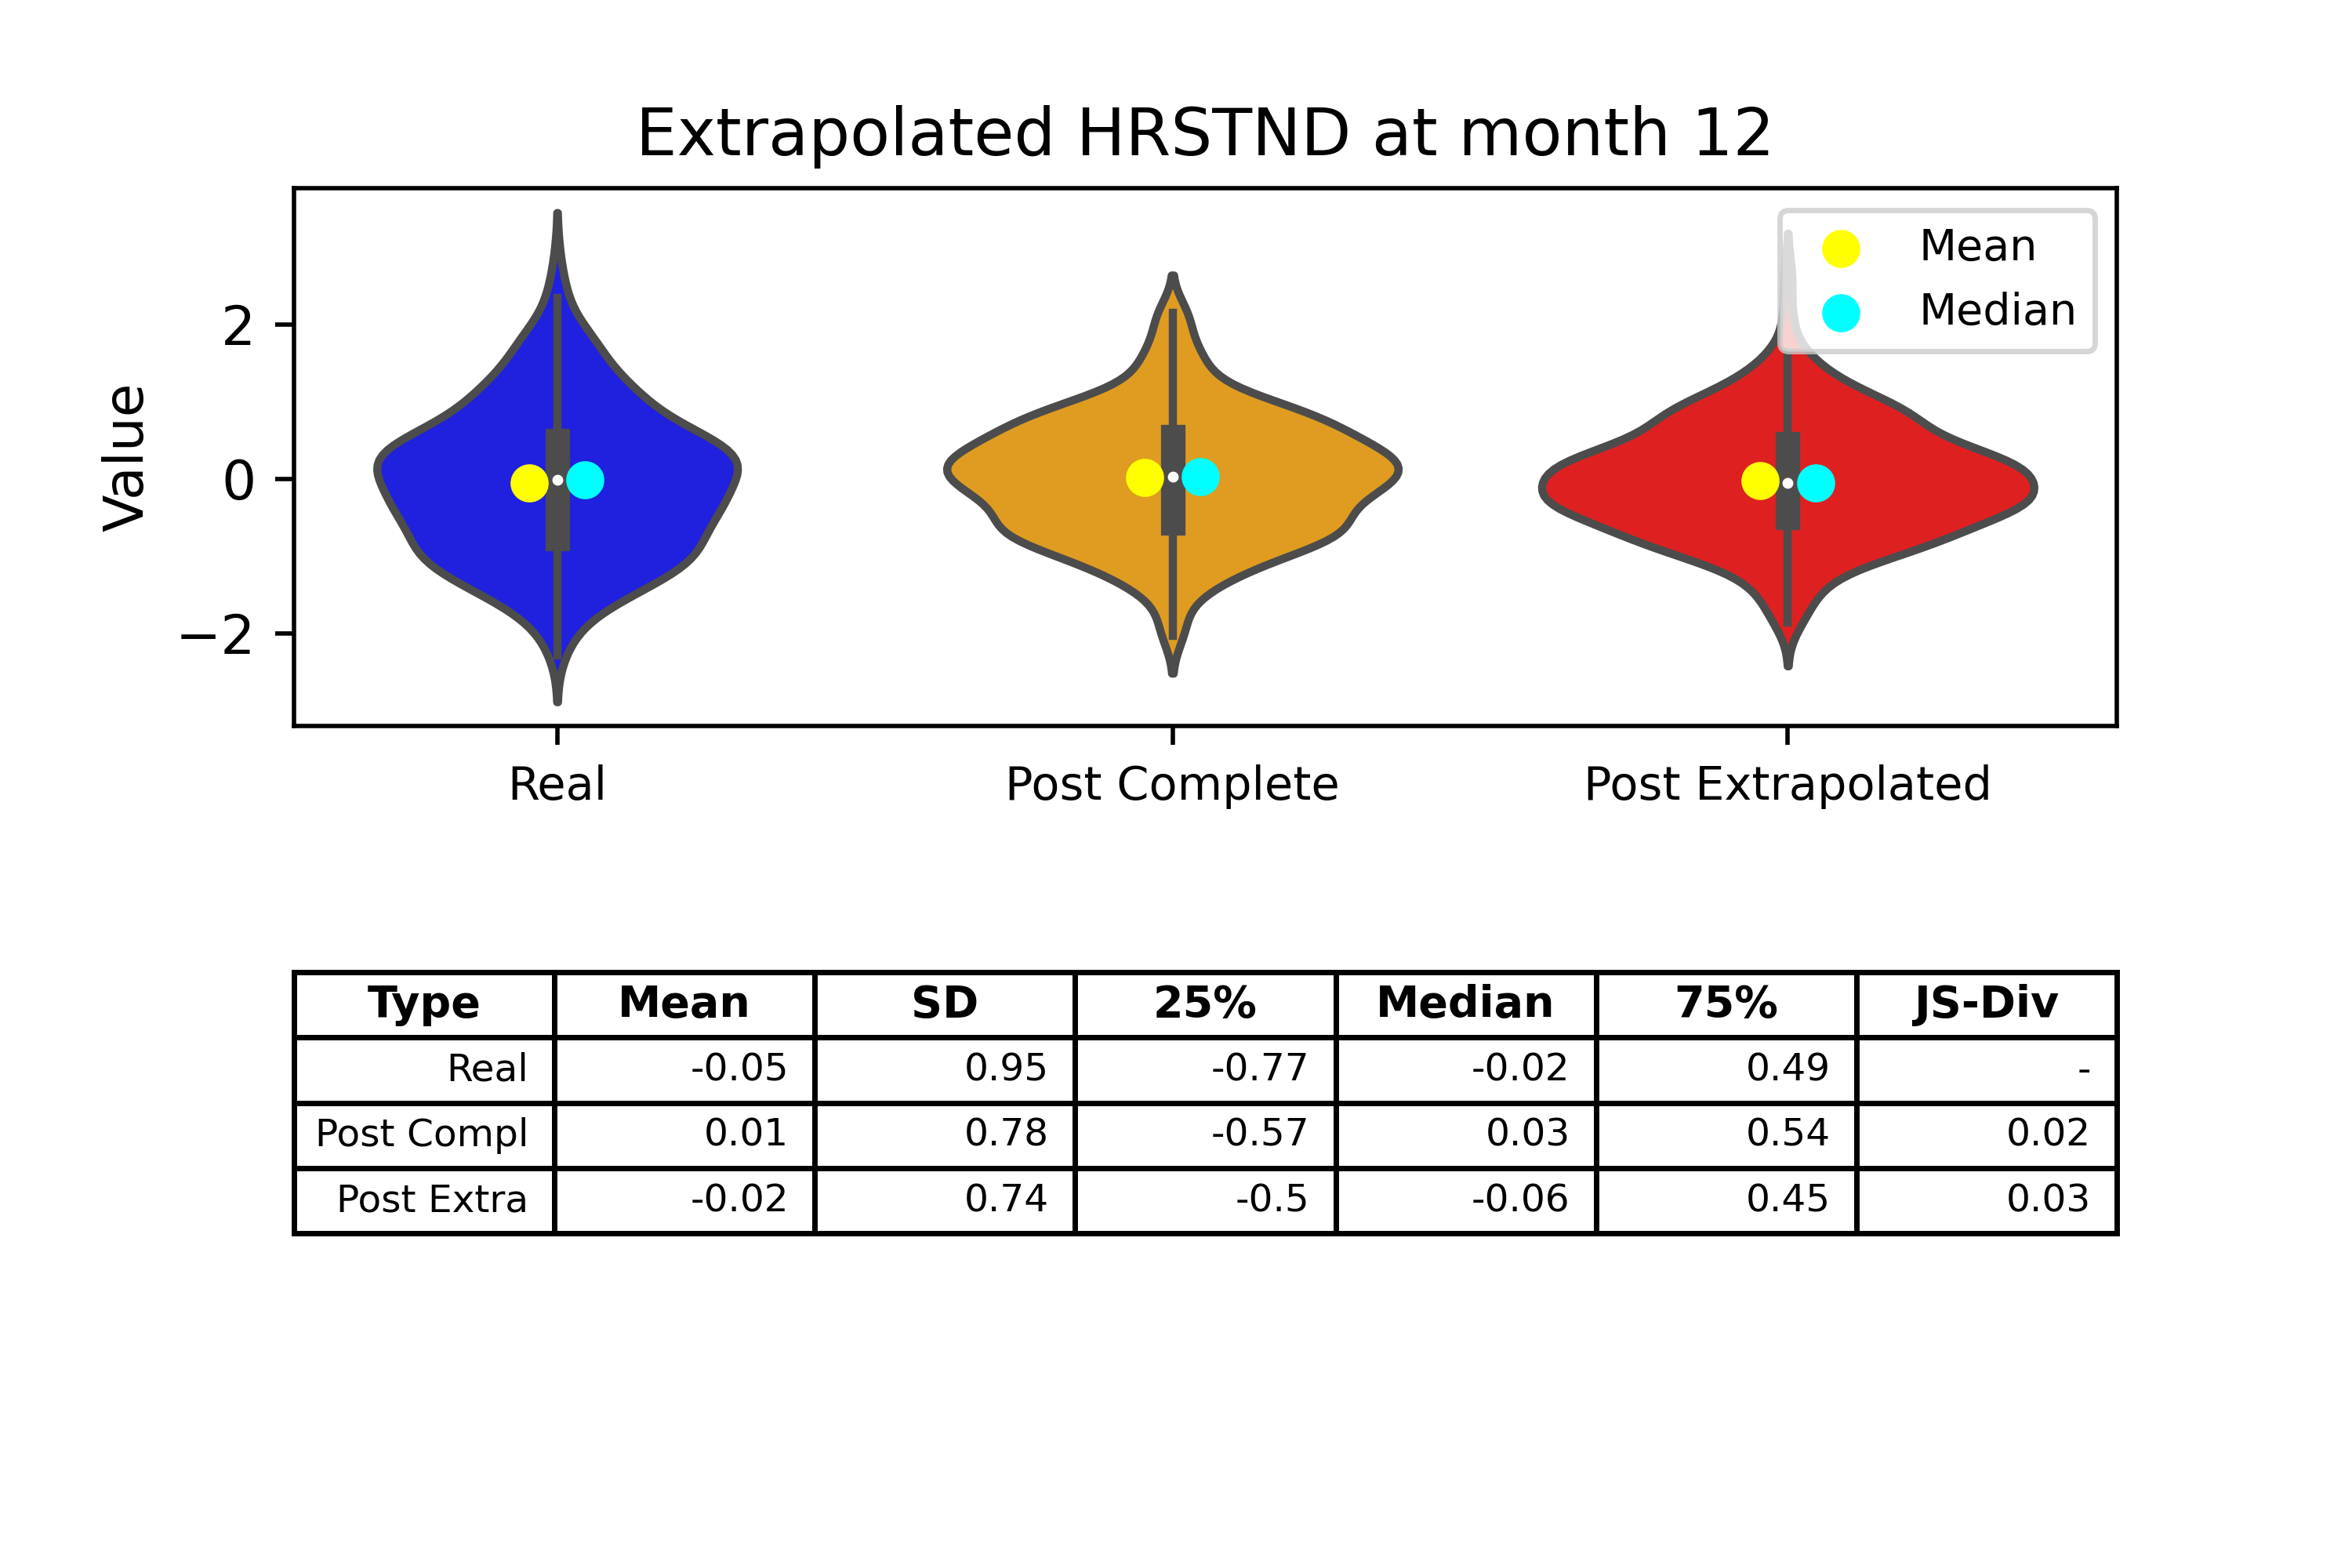 Extrapolated HRSTND at month 12
Mean
Median
Value
2
0
−2
Real Post Complete Post Extrapolated
Type Mean SD 25% Median 75% JS-Div
Real -0.05 0.95 -0.77 -0.02 0.49 -
Post Compl 0.01 0.78 -0.57 0.03 0.54 0.02
Post Extra -0.02 0.74 -0.5 -0.06 0.45 0.03